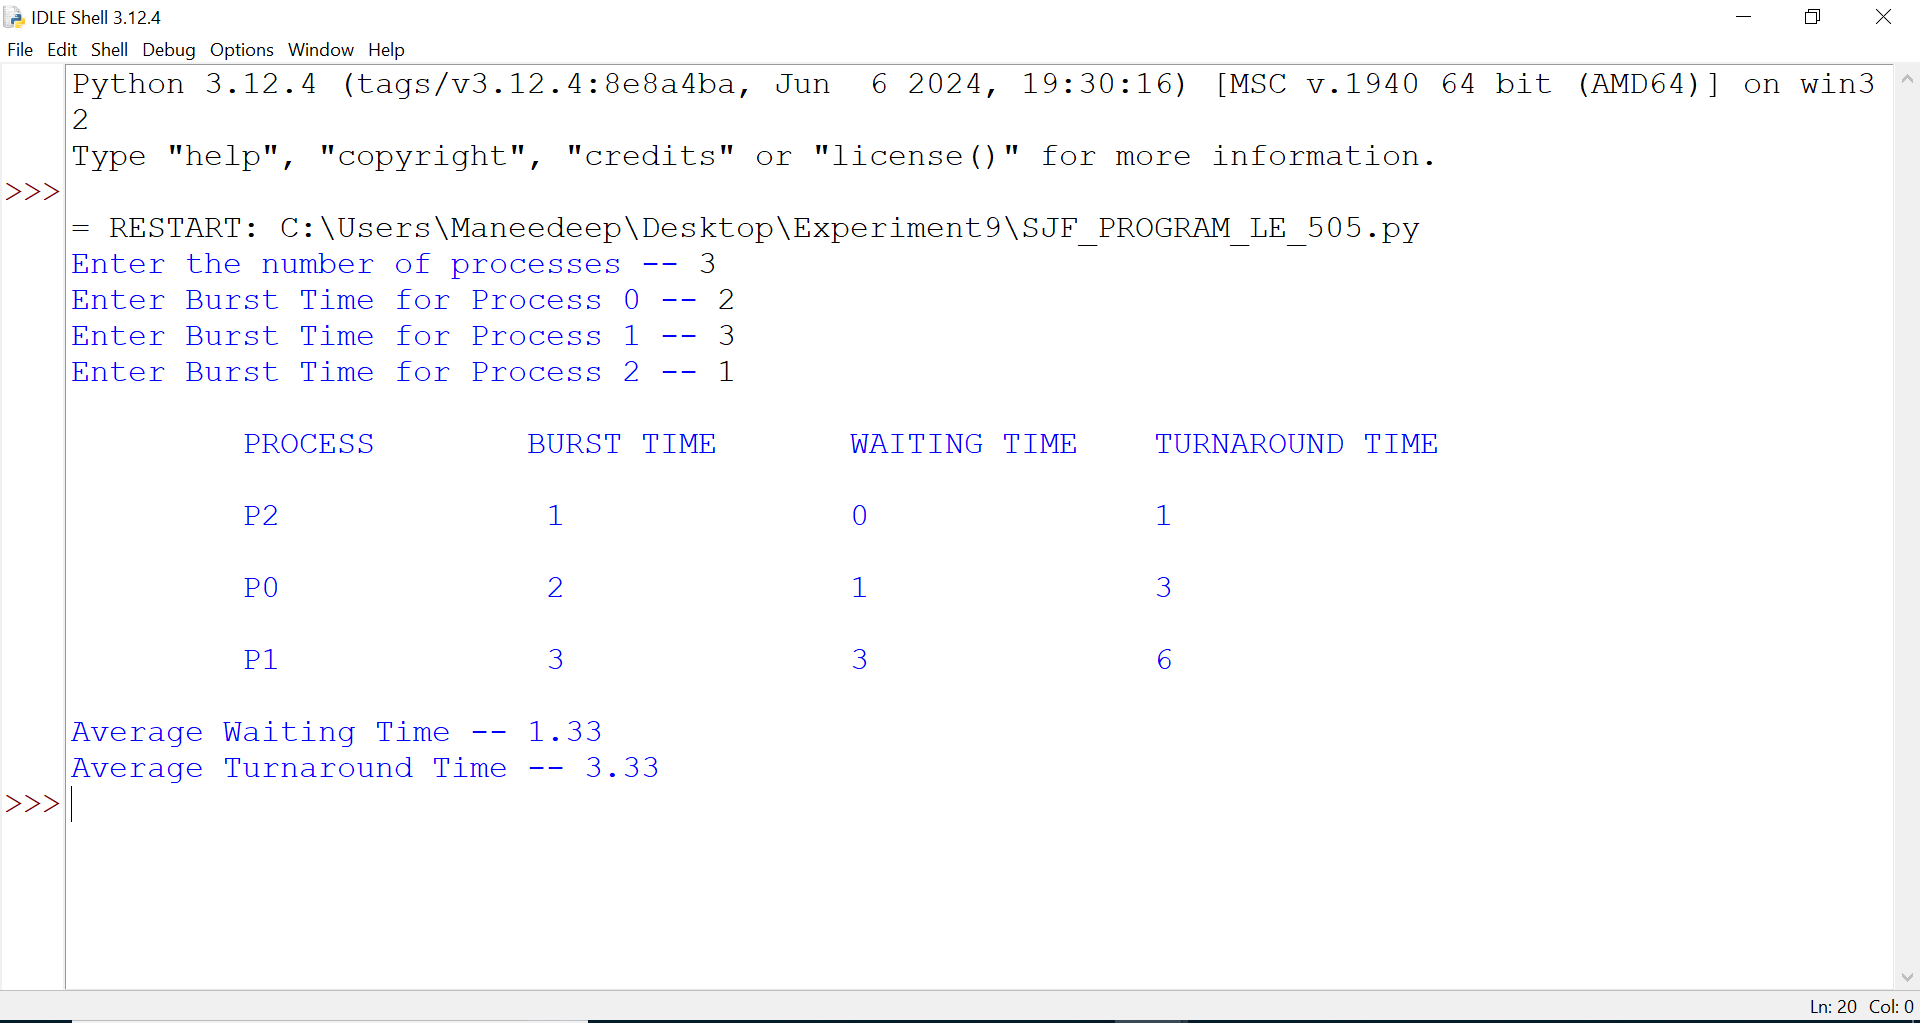 IDLE Shell 3.12.4
File Edit Shell Debug Options Window Help
Python 3.12.4 (tags/v3.12.4:8e8a4ba, Jun  6 2024, 19:30:16) [MSC v.1940 64 bit (AMD64)] on win3
2
Type "help", "copyright", "credits" or "license()" for more information.
>>>
= RESTART: C:\Users\Maneedeep\Desktop\Experiment9\SJF_PROGRAM_LE_505.py
Enter the number of processes -- 3
Enter Burst Time for Process 0 -- 2
Enter Burst Time for Process 1 -- 3
Enter Burst Time for Process 2 -- 1
PROCESS BURST TIME WAITING TIME TURNAROUND TIME
P2 1 0 1
P0 2 1 3
P1 3 3 6
Average Waiting Time -- 1.33
Average Turnaround Time -- 3.33
>>>
Ln: 20 Col: 0